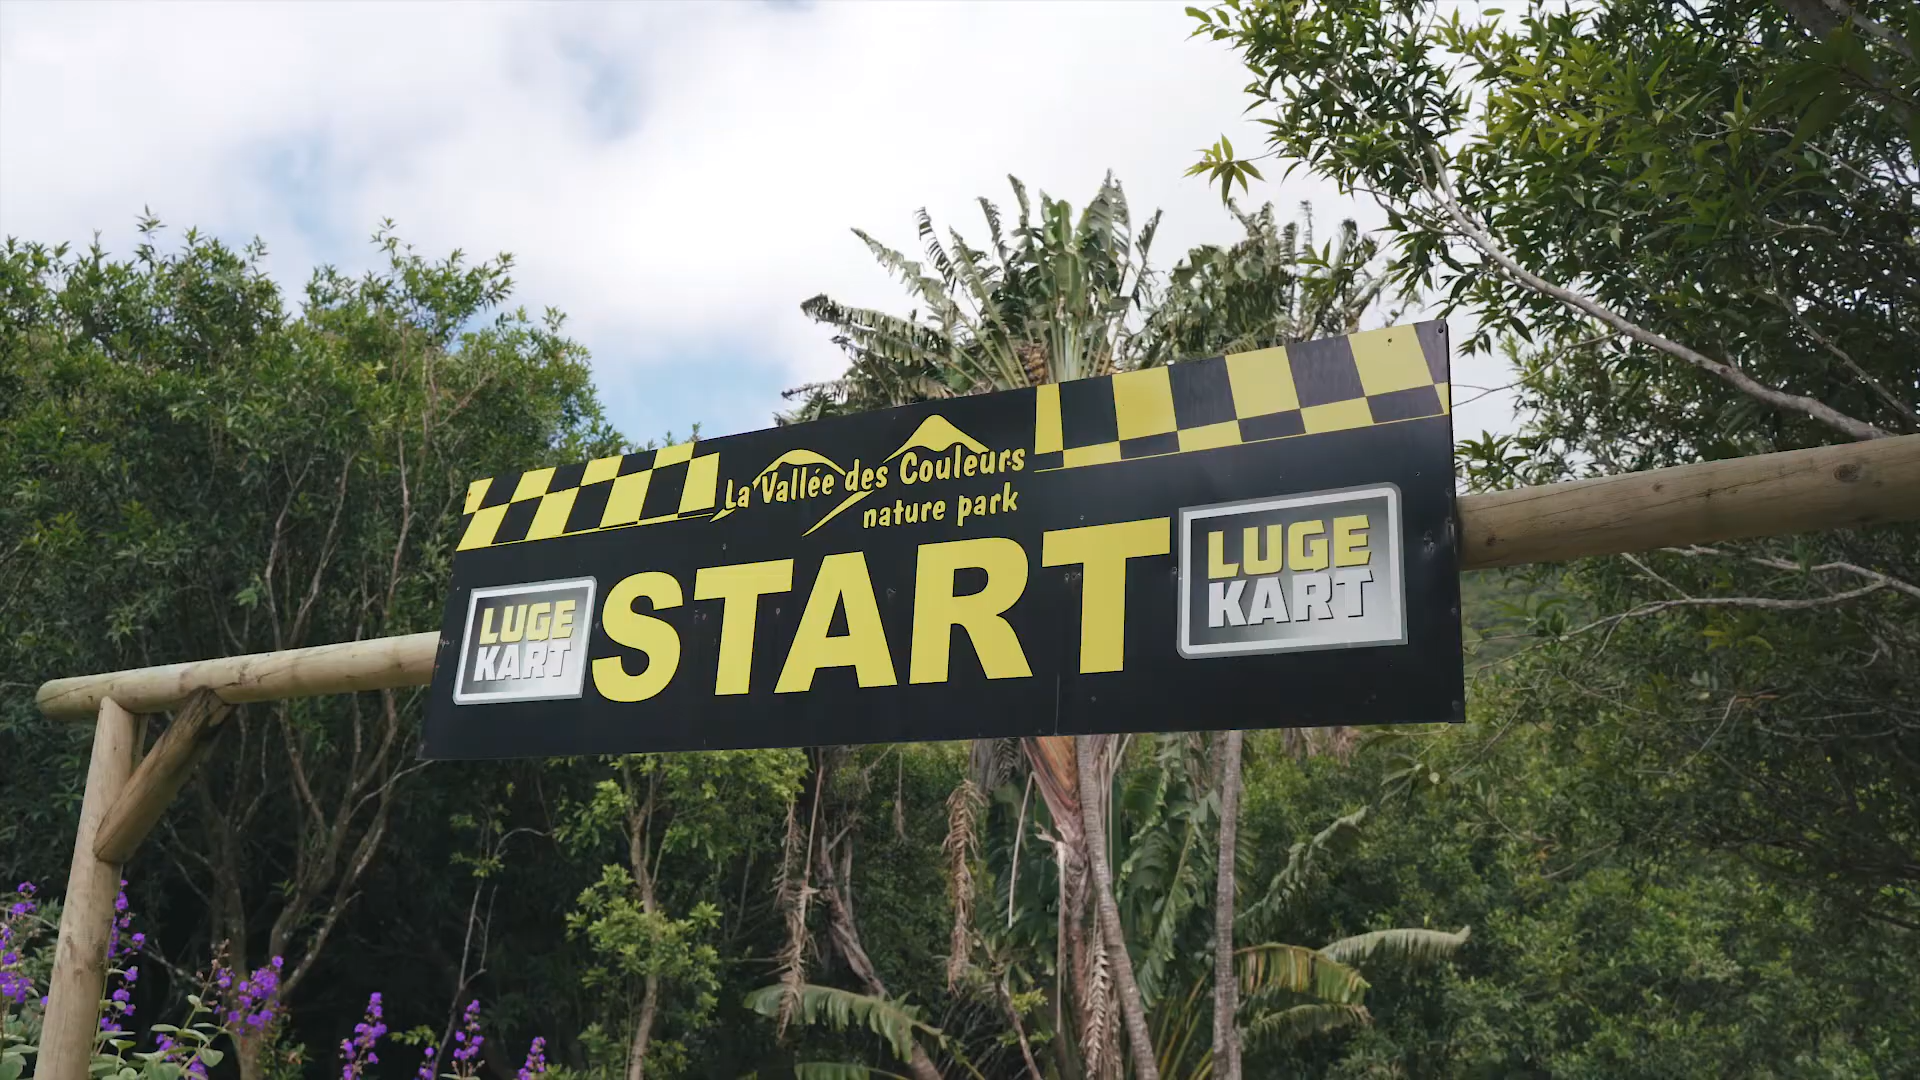 La Vallée des Couleurs
nature park
LUGE
KART
START
LUGE
KART